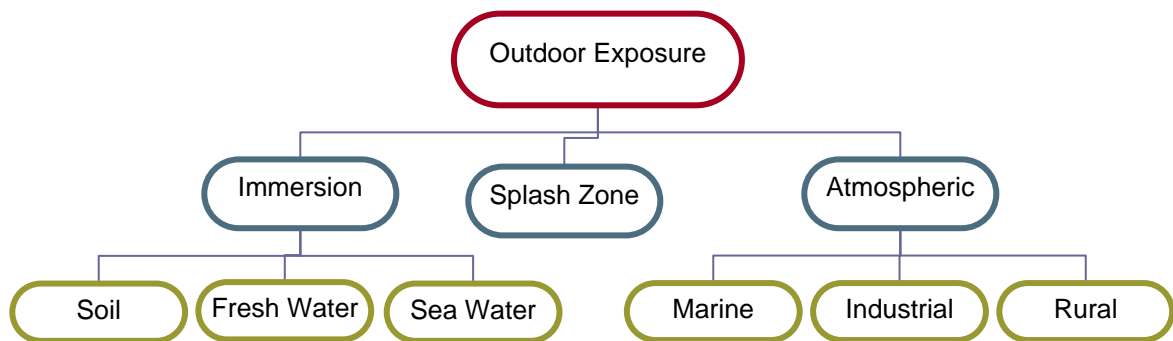 Outdoor Exposure
Immersion
Splash Zone
Atmospheric
Soil
Fresh Water
Sea Water
Marine
Industrial
Rural